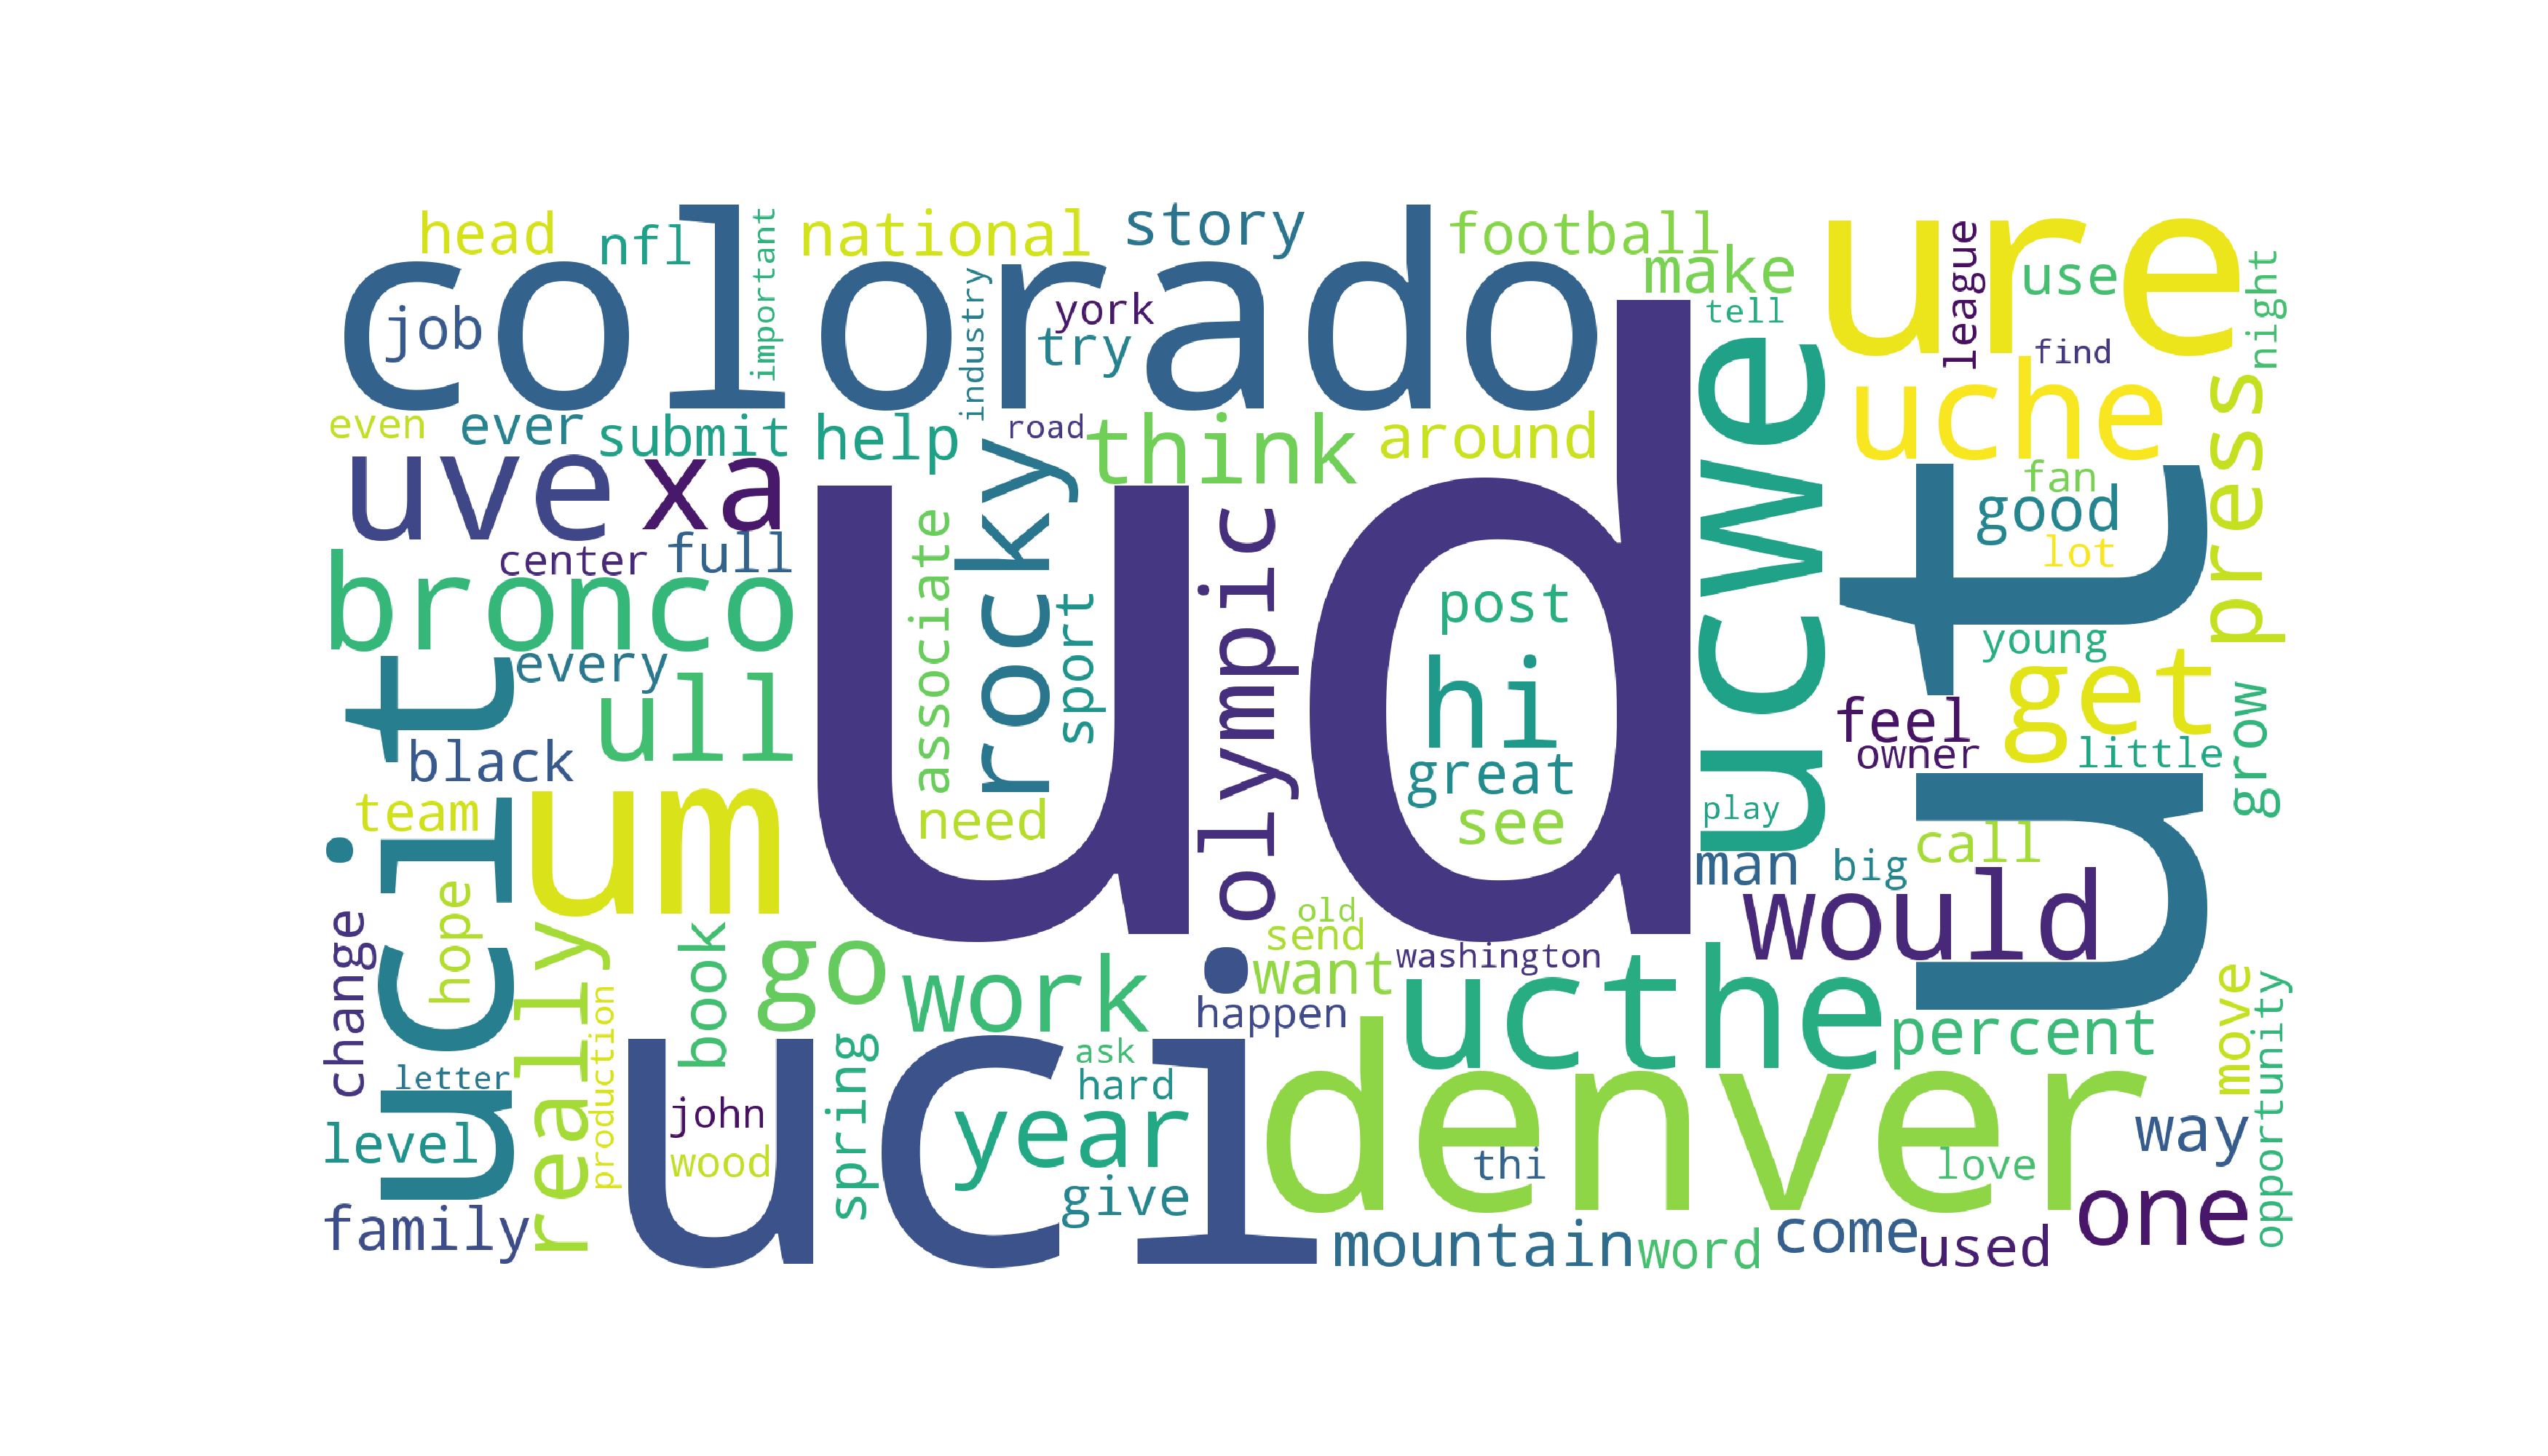 head
nfl
important
national
story
football
ure
colorado
job
industry
york
try
make
tell
league
use
find
night
even
ever
submit
help
road
think
around
ucwe
uche
press
uve
xa
rocky
fan
good
lot
center
full
bronco
associate
sport
olympic
post
ud
ut
young
every
ull
hi
feel
get
grow
black
great
owner
little
team
um
need
see
play
ucit
man
big
call
would
change
hope
really
book
go
work
old
send
want
washington
happen
ucthe
percent
move
opportunity
letter
production
john
spring
uci
ask
hard
year
denver
level
wood
give
thi
love
way
family
mountain
word
come
used
one